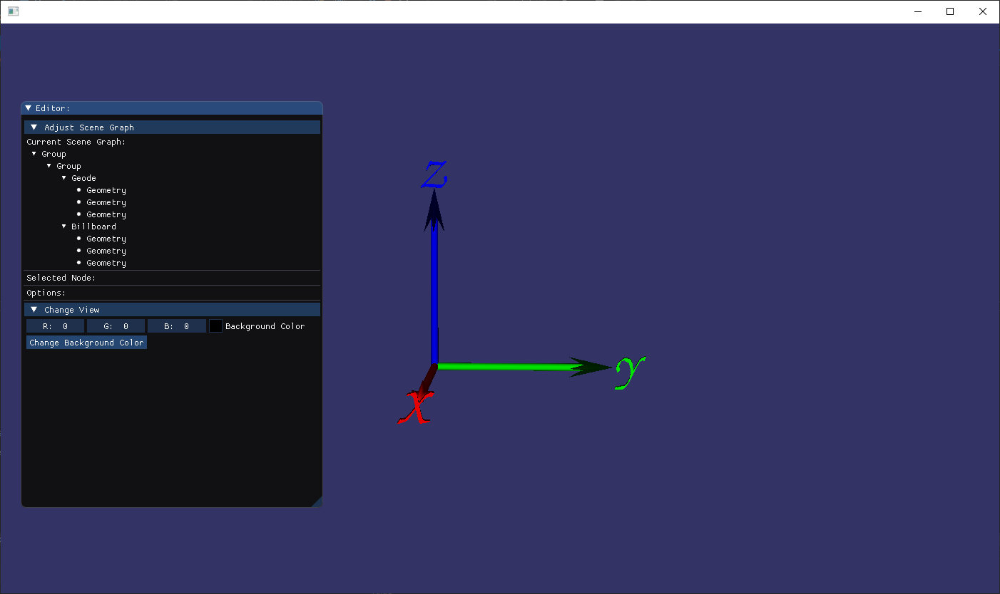 Editor:
Adjust Scene Graph
Current Scene Graph:
Group
Group
Geode
Geometry
Geometry
Geometry
Billboard
Geometry
Geometry
Geometry
Selected Node:
Options:
Change View
R: 0 G: 0 B: 0 Background Color
Change Background Color
z
y
x